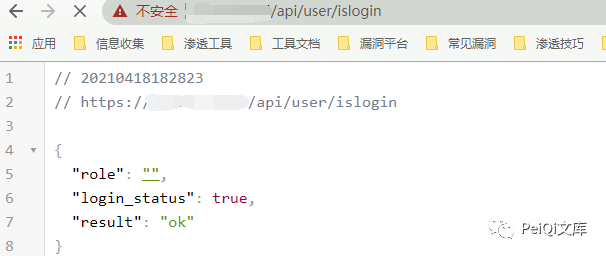 不安全 /api/user/islogin
应用 信息收集 渗透工具 工具文档 漏洞平台 常见漏洞 渗透技巧
1 // 20210418182823
2 // https:// /api/user/islogin
3
4 {
5 "role": "",
6 "login_status": true,
7 "result": "ok"
8 }
PeiQi文库